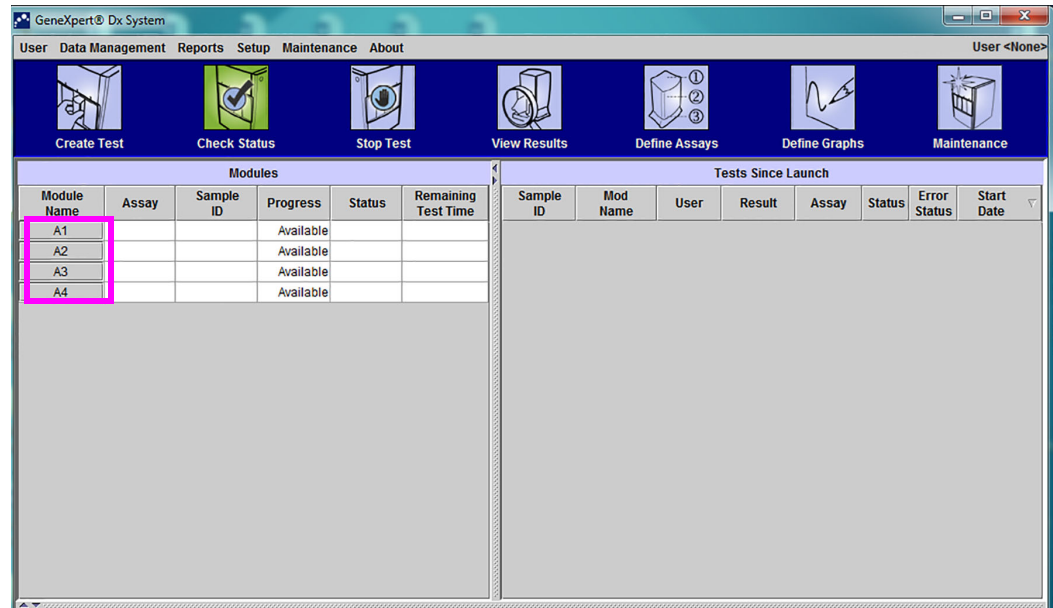 GeneXpert® Dx System
User Data Management Reports Setup Maintenance About User <None>
① ② ③
Create Test Check Status Stop Test View Results Define Assays Define Graphs Maintenance
Modules
Module Name Assay Sample ID Progress Status Remaining Test Time
A1 Available
A2 Available
A3 Available
A4 Available
Tests Since Launch
Sample ID Mod Name User Result Assay Status Error Status Start Date